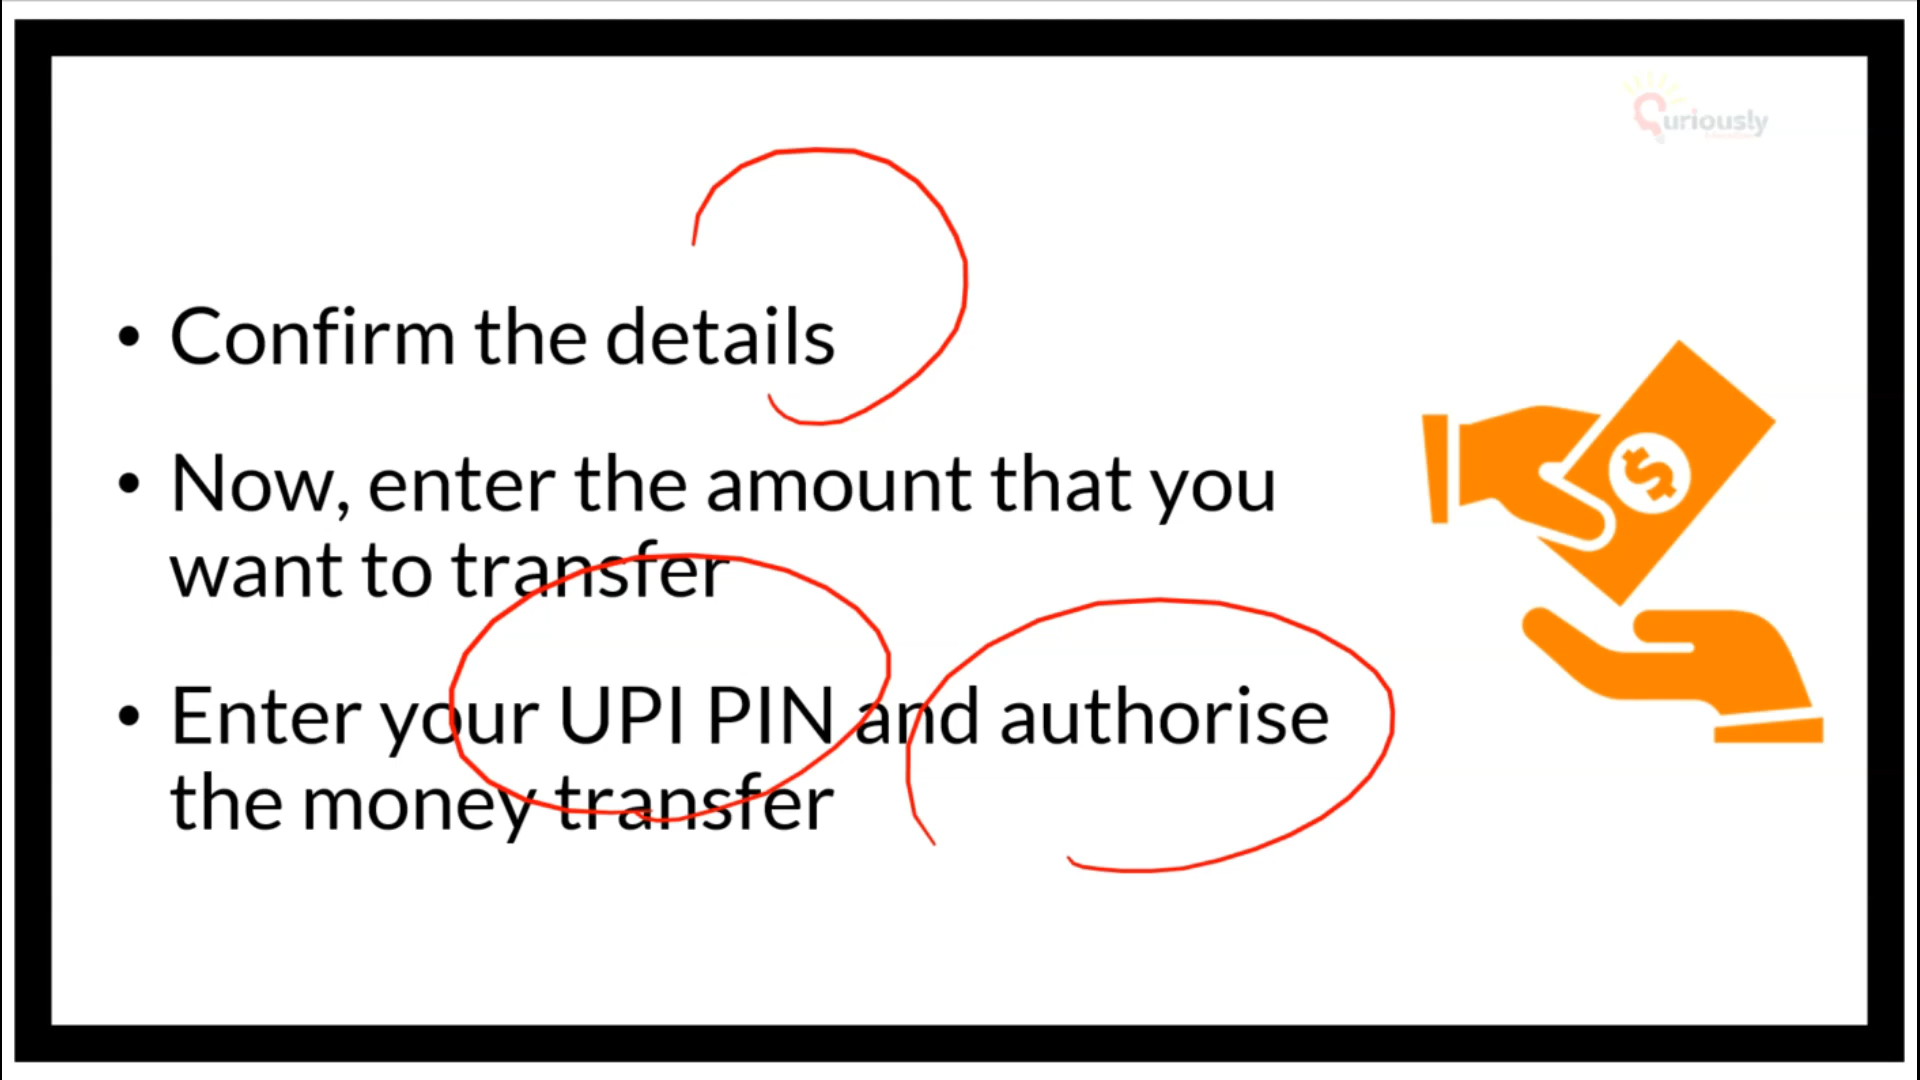 Curiously
• Confirm the details
• Now, enter the amount that you
want to transfer
• Enter your UPI PIN and authorise
the money transfer
$